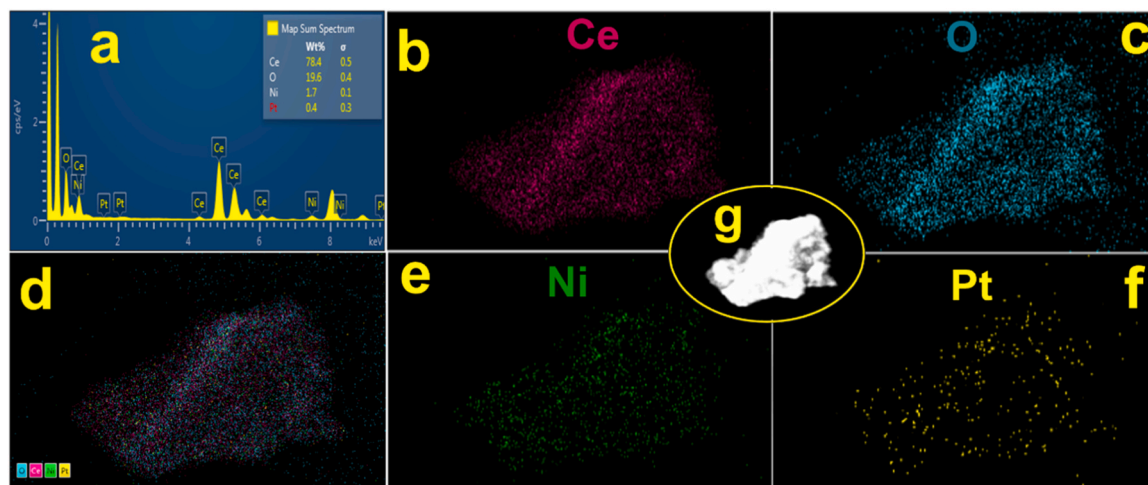 a
cps/eV
4
2
0
Map Sum Spectrum
Wt% σ
Ce 78.4 0.5
O 19.6 0.4
Ni 1.7 0.1
Pt 0.4 0.3
O
Ce
Ni
Pt
Pt
Ce
Ce
Ce
Ce
Ni
Ni
0 2 4 6 8 keV
b
Ce
O
c
d
O Ce Ni Pt
e
Ni
g
Pt
f